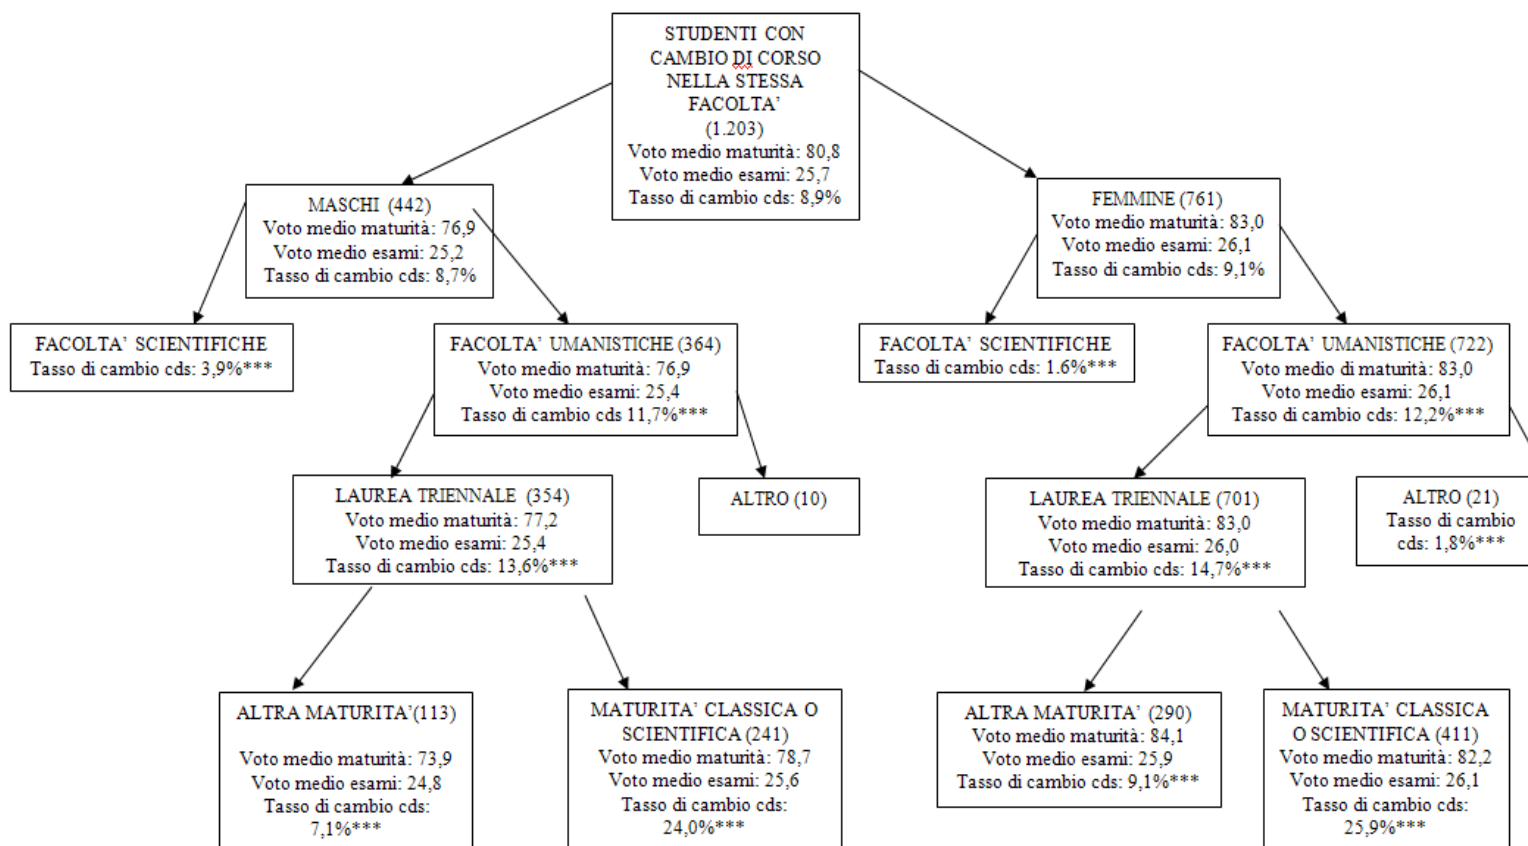 STUDENTI CON
CAMBIO DI CORSO
NELLA STESSA
FACOLTA'
(1.203)
Voto medio maturità: 80,8
Voto medio esami: 25,7
Tasso di cambio cds: 8,9%
MASCHI (442)
Voto medio maturità: 76,9
Voto medio esami: 25,2
Tasso di cambio cds: 8,7%
FEMMINE (761)
Voto medio maturità: 83,0
Voto medio esami: 26,1
Tasso di cambio cds: 9,1%
FACOLTA' SCIENTIFICHE
Tasso di cambio cds: 3,9%***
FACOLTA' UMANISTICHE (364)
Voto medio maturità: 76,9
Voto medio esami: 25,4
Tasso di cambio cds 11,7%***
FACOLTA' SCIENTIFICHE
Tasso di cambio cds: 1.6%***
FACOLTA' UMANISTICHE (722)
Voto medio di maturità: 83,0
Voto medio esami: 26,1
Tasso di cambio cds: 12,2%***
LAUREA TRIENNALE (354)
Voto medio maturità: 77,2
Voto medio esami: 25,4
Tasso di cambio cds: 13,6%***
ALTRO (10)
LAUREA TRIENNALE (701)
Voto medio maturità: 83,0
Voto medio esami: 26,0
Tasso di cambio cds: 14,7%***
ALTRO (21)
Tasso di cambio
cds: 1,8%***
ALTRA MATURITA'(113)
Voto medio maturità: 73,9
Voto medio esami: 24,8
Tasso di cambio cds:
7,1%***
MATURITA' CLASSICA O
SCIENTIFICA (241)
Voto medio maturità: 78,7
Voto medio esami: 25,6
Tasso di cambio cds:
24,0%***
ALTRA MATURITA' (290)
Voto medio maturità: 84,1
Voto medio esami: 25,9
Tasso di cambio cds: 9,1%***
MATURITA' CLASSICA
O SCIENTIFICA (411)
Voto medio maturità: 82,2
Voto medio esami: 26,1
Tasso di cambio cds:
25,9%***